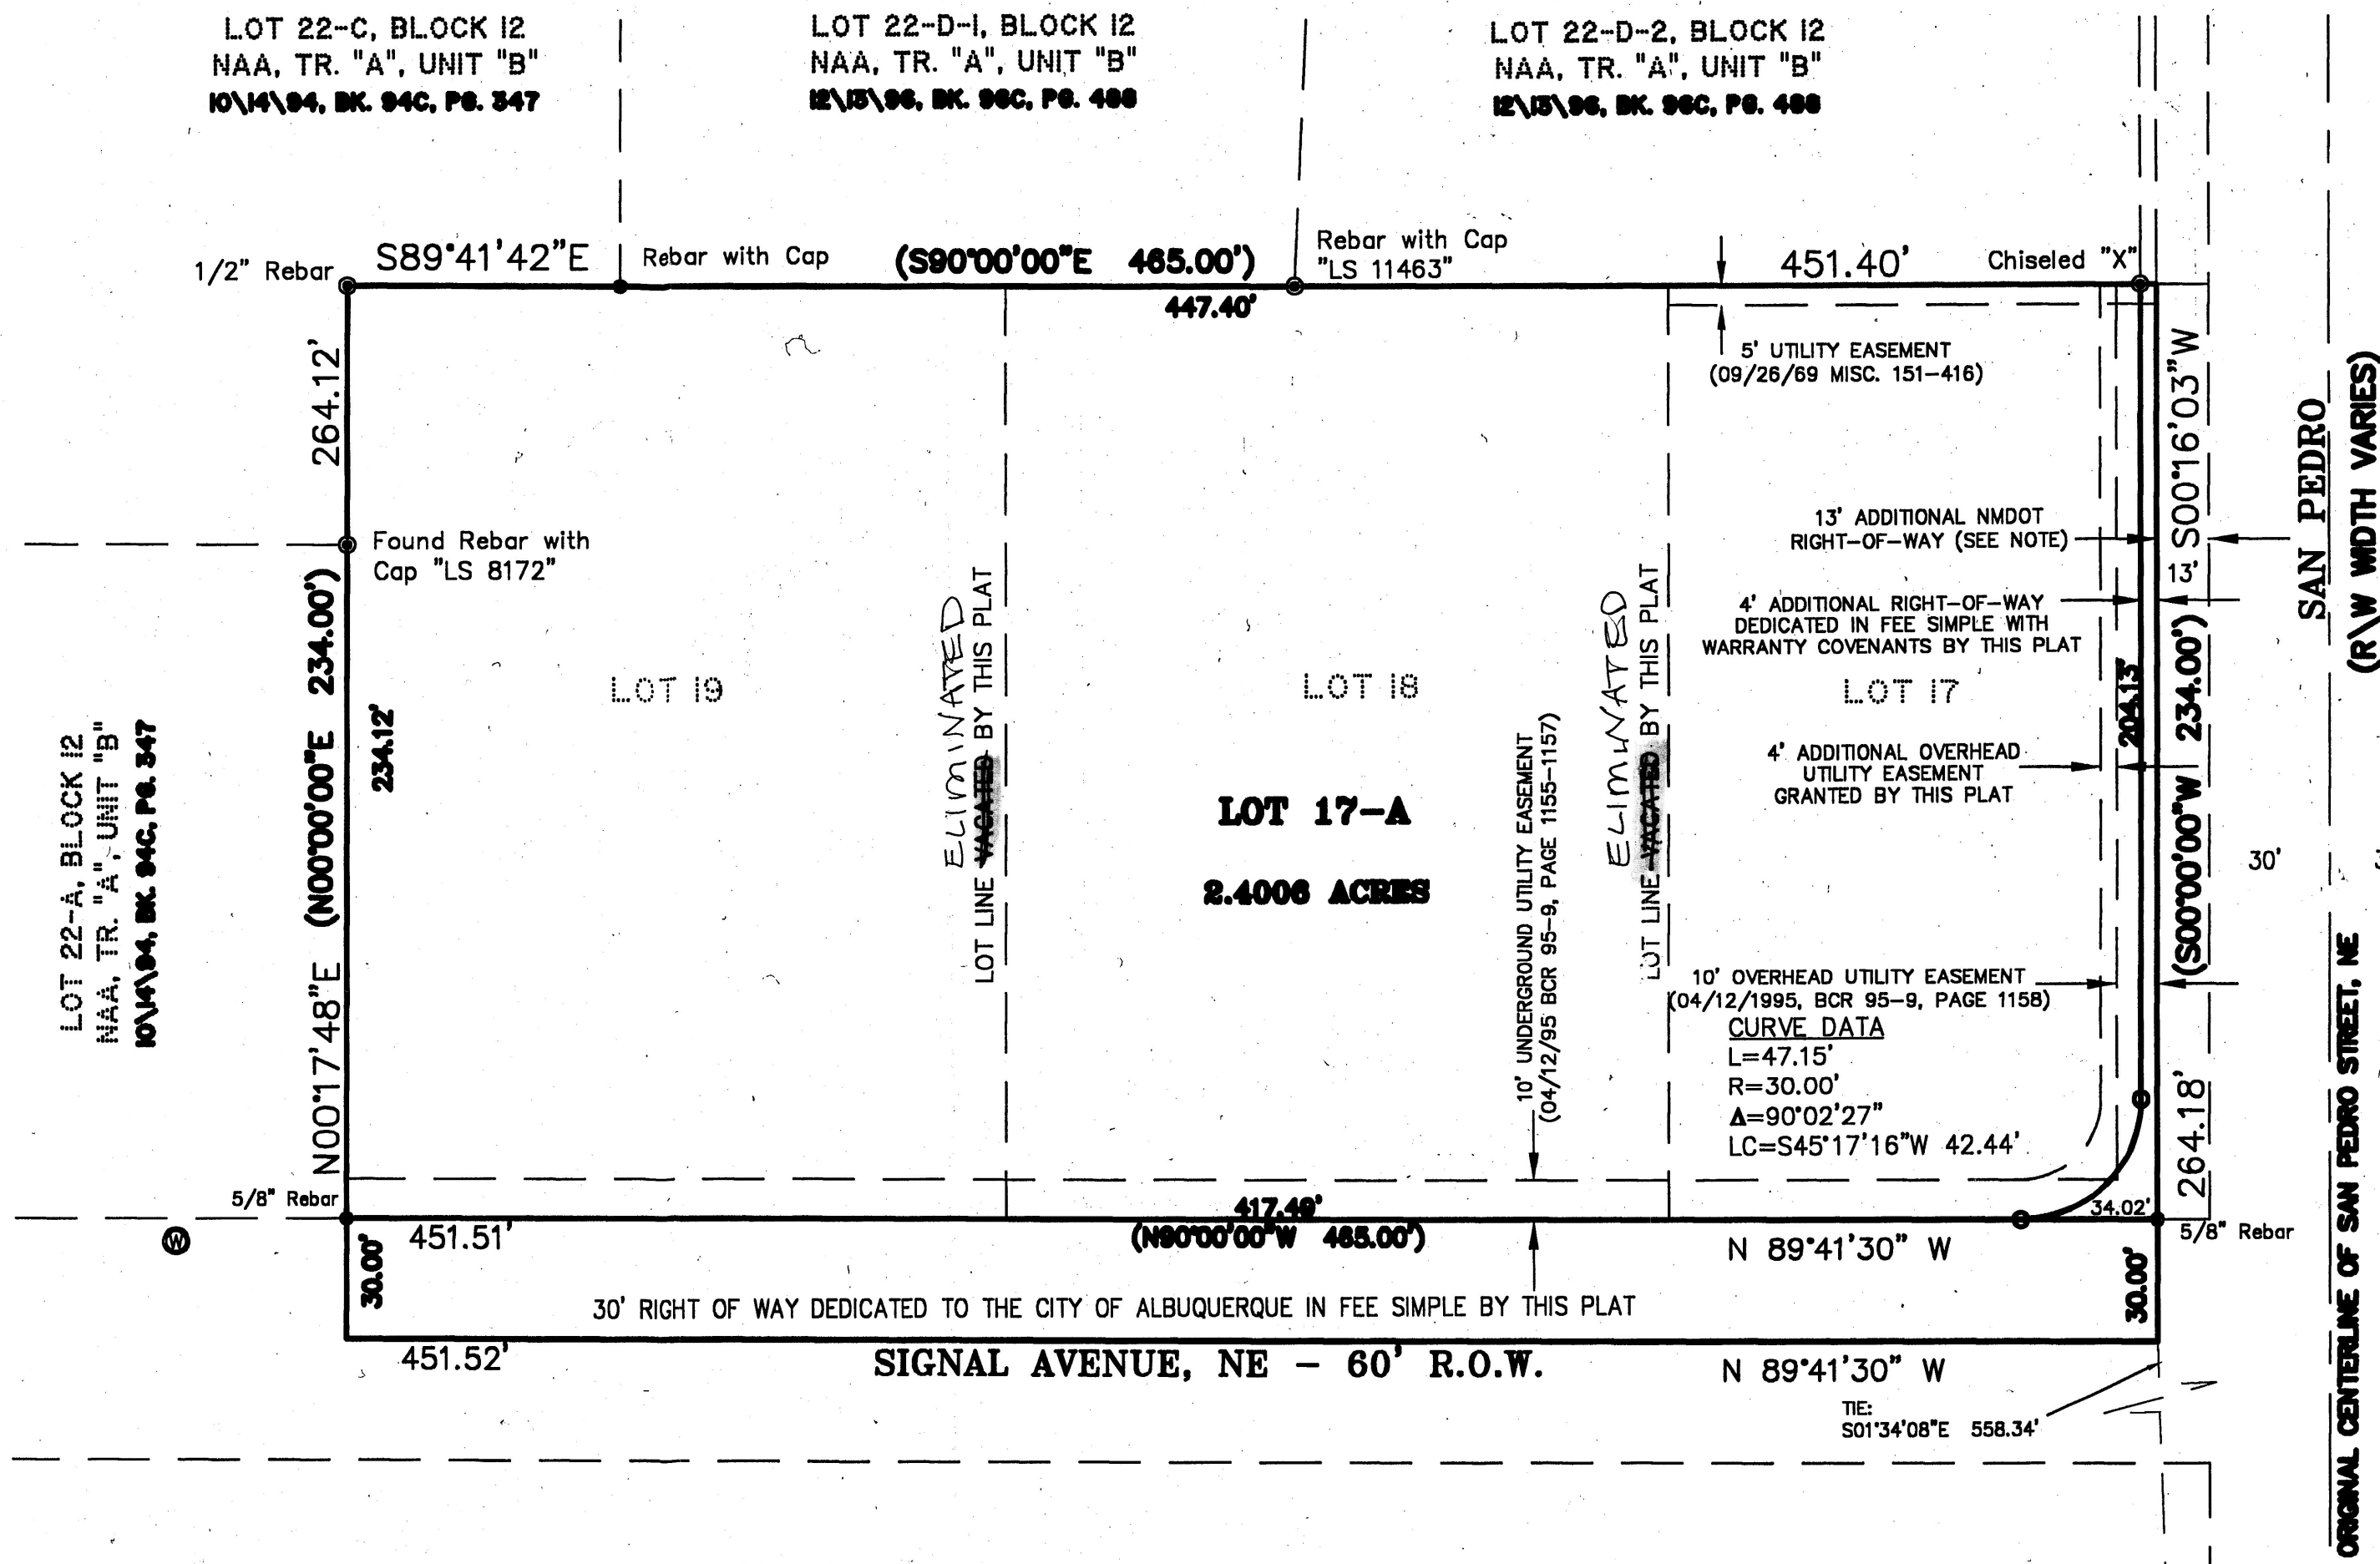 LOT 22-C, BLOCK 12
NAA, TR. "A", UNIT "B"
10\14\94, BK. 94C, PG. 347
LOT 22-D-1, BLOCK 12
NAA, TR. "A", UNIT "B"
12\13\96, BK. 96C, PG. 488
LOT 22-D-2, BLOCK 12
NAA, TR. "A", UNIT "B"
12\13\96, BK. 96C, PG. 488
1/2" Rebar
S89°41'42"E
Rebar with Cap
(S90°00'00"E 465.00')
447.40'
Rebar with Cap
"LS 11463"
451.40'
Chiseled "X"
5' UTILITY EASEMENT
(09/26/69 MISC. 151-416)
264.12'
Found Rebar with
Cap "LS 8172"
(N00°00'00"E 234.00')
234.12'
N00°17'48"E
LOT 22-A, BLOCK 12
NAA, TR. "A", UNIT "B"
10\14\94, BK. 94C, PG. 347
LOT 19
ELIMINATED
LOT LINE VACATED BY THIS PLAT
LOT 18
LOT 17-A
2.4006 ACRES
10' UNDERGROUND UTILITY EASEMENT
(04/12/95 BCR 95-9, PAGE 1155-1157)
ELIMINATED
LOT LINE VACATED BY THIS PLAT
13' ADDITIONAL NMDOT
RIGHT-OF-WAY (SEE NOTE)
4' ADDITIONAL RIGHT-OF-WAY
DEDICATED IN FEE SIMPLE WITH
WARRANTY COVENANTS BY THIS PLAT
LOT 17
4' ADDITIONAL OVERHEAD
UTILITY EASEMENT
GRANTED BY THIS PLAT
10' OVERHEAD UTILITY EASEMENT
(04/12/1995, BCR 95-9, PAGE 1158)
CURVE DATA
L=47.15'
R=30.00'
Δ=90°02'27"
LC=S45°17'16"W 42.44'
204.13'
S00°16'03"W
13'
(S00°00'00"W 234.00')
264.18'
30'
SAN PEDRO
(R\W WIDTH VARIES)
ORIGINAL CENTERLINE OF SAN PEDRO STREET, NE
5/8" Rebar
W
451.51'
417.49'
(N90°00'00"W 465.00')
N 89°41'30" W
34.02'
5/8" Rebar
30.00'
30' RIGHT OF WAY DEDICATED TO THE CITY OF ALBUQUERQUE IN FEE SIMPLE BY THIS PLAT
30.00'
451.52'
SIGNAL AVENUE, NE - 60' R.O.W.
N 89°41'30" W
TIE:
S01°34'08"E 558.34'